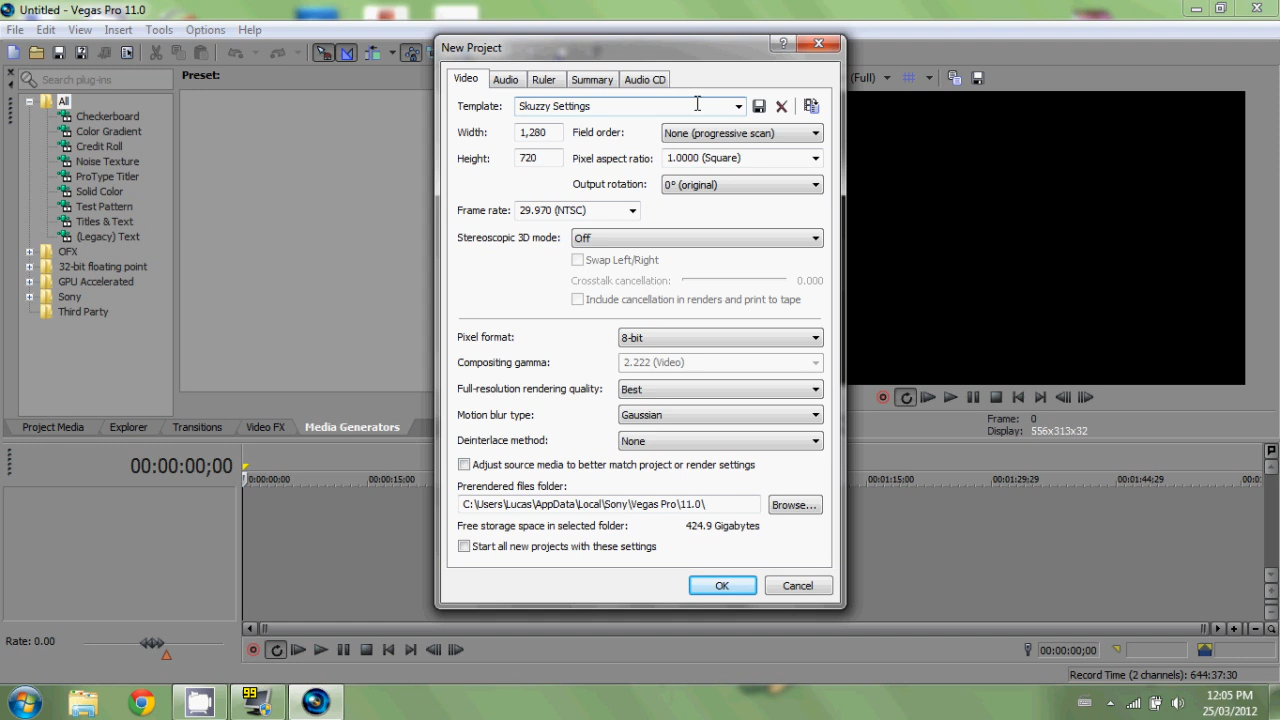 Untitled - Vegas Pro 11.0
File Edit View Insert Tools Options Help
New Project
Search plug-ins
Preset:
(Full)
Video Audio Ruler Summary Audio CD
All
Checkerboard
Color Gradient
Credit Roll
Noise Texture
ProType Titler
Solid Color
Test Pattern
Titles & Text
(Legacy) Text
OFX
32-bit floating point
GPU Accelerated
Sony
Third Party
Template: Skuzzy Settings
Width: 1,280 Field order: None (progressive scan)
Height: 720 Pixel aspect ratio: 1.0000 (Square)
Output rotation: 0° (original)
Frame rate: 29.970 (NTSC)
Stereoscopic 3D mode: Off
Swap Left/Right
Crosstalk cancellation: 0.000
Include cancellation in renders and print to tape
Pixel format: 8-bit
Compositing gamma: 2.222 (Video)
Full-resolution rendering quality: Best
Motion blur type: Gaussian
Deinterlace method: None
Adjust source media to better match project or render settings
Prerendered files folder:
C:\Users\Lucas\AppData\Local\Sony\Vegas Pro\11.0\ Browse...
Free storage space in selected folder: 424.9 Gigabytes
Start all new projects with these settings
OK Cancel
Frame: 0
Display: 556x313x32
Project Media Explorer Transitions Video FX Media Generators
00:00:00;00
0:00:00:00 00:00:15:00 00:01:15:00 00:01:29:29 00:01:44:29 00:0
Rate: 0.00
00:00:00;00
Record Time (2 channels): 644:37:30
99
12:05 PM
25/03/2012